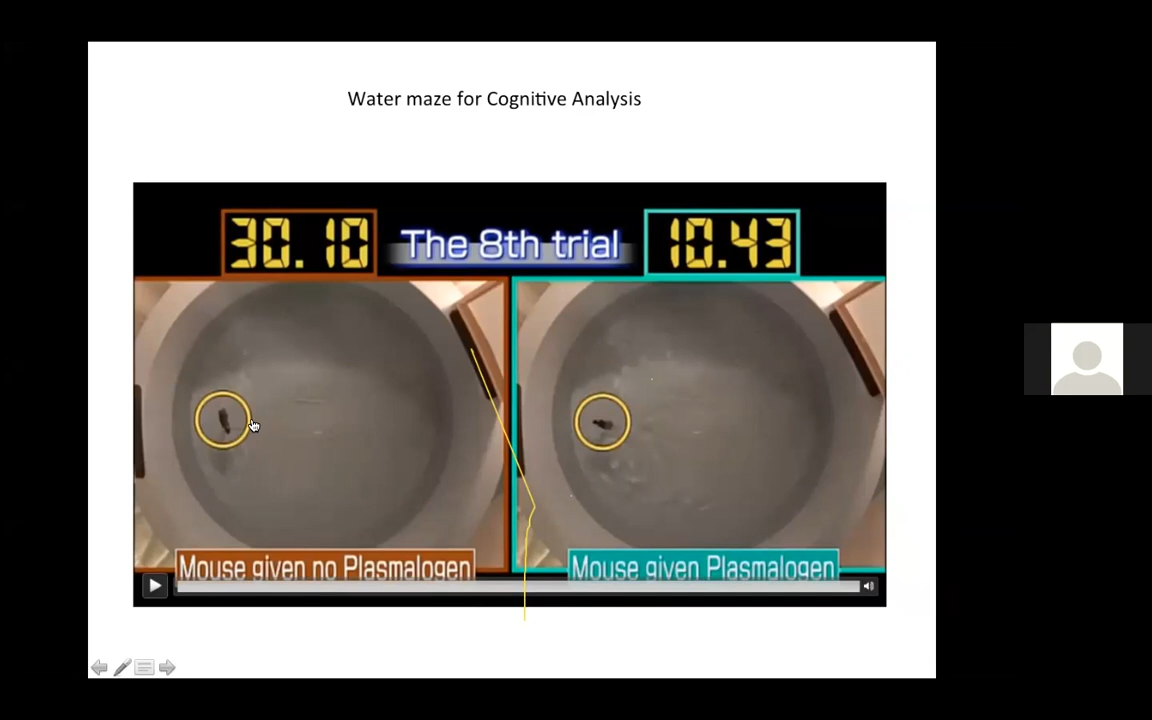 Water maze for Cognitive Analysis
30.10 The 8th trial 10.43
Mouse given no Plasmalogen Mouse given Plasmalogen